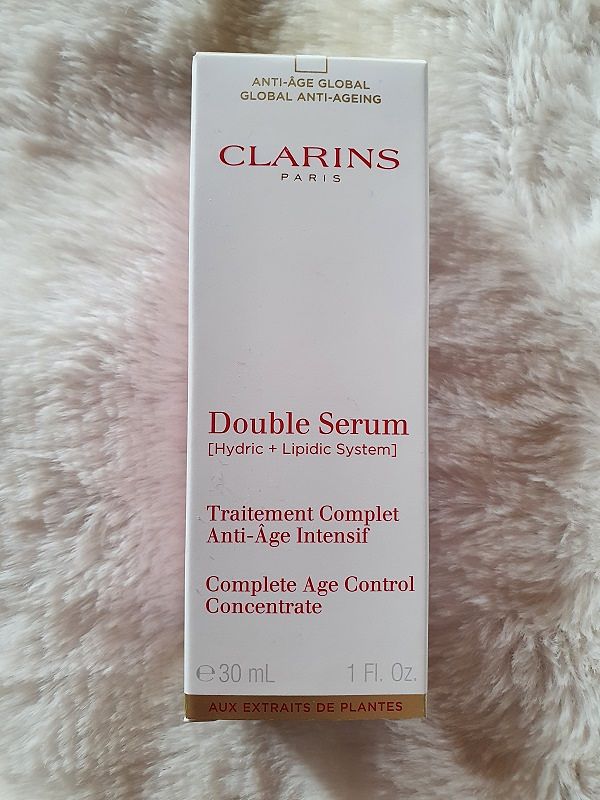 ANTI-ÂGE GLOBAL
GLOBAL ANTI-AGEING
CLARINS
PARIS
Double Serum
[Hydric + Lipidic System]
Traitement Complet
Anti-Âge Intensif
Complete Age Control
Concentrate
℮30 mL 1 Fl. Oz.
AUX EXTRAITS DE PLANTES